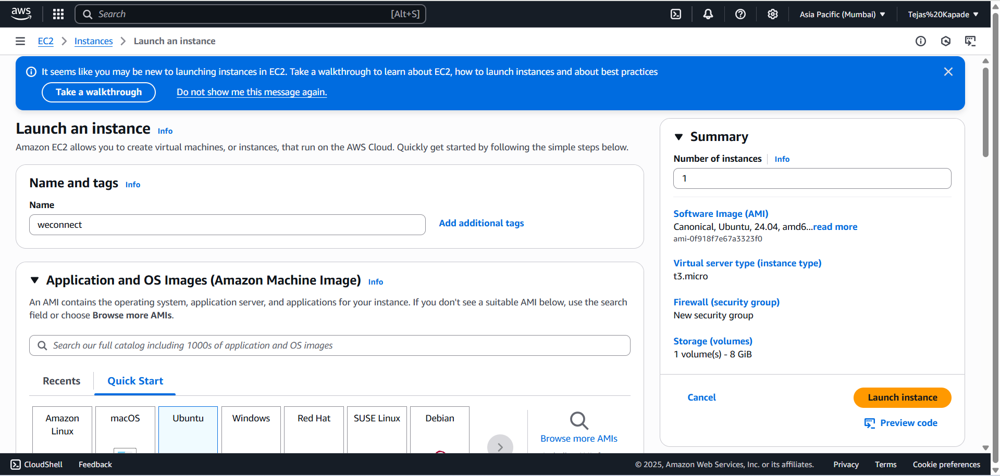 aws
Search [Alt+S]
Asia Pacific (Mumbai) Tejas%20Kapade
EC2 Instances Launch an instance
It seems like you may be new to launching instances in EC2. Take a walkthrough to learn about EC2, how to launch instances and about best practices
Take a walkthrough Do not show me this message again.
Launch an instance Info
Amazon EC2 allows you to create virtual machines, or instances, that run on the AWS Cloud. Quickly get started by following the simple steps below.
Name and tags Info
Name
weconnect
Add additional tags
Application and OS Images (Amazon Machine Image) Info
An AMI contains the operating system, application server, and applications for your instance. If you don't see a suitable AMI below, use the search
field or choose Browse more AMIs.
Search our full catalog including 1000s of application and OS images
Recents Quick Start
Amazon
Linux
macOS
Ubuntu
Windows
Red Hat
SUSE Linux
Debian
Browse more AMIs
Summary
Number of instances Info
1
Software Image (AMI)
Canonical, Ubuntu, 24.04, amd6...read more
ami-0f918f7e67a3323f0
Virtual server type (instance type)
t3.micro
Firewall (security group)
New security group
Storage (volumes)
1 volume(s) - 8 GiB
Cancel Launch instance
Preview code
CloudShell Feedback © 2025, Amazon Web Services, Inc. or its affiliates. Privacy Terms Cookie preferences